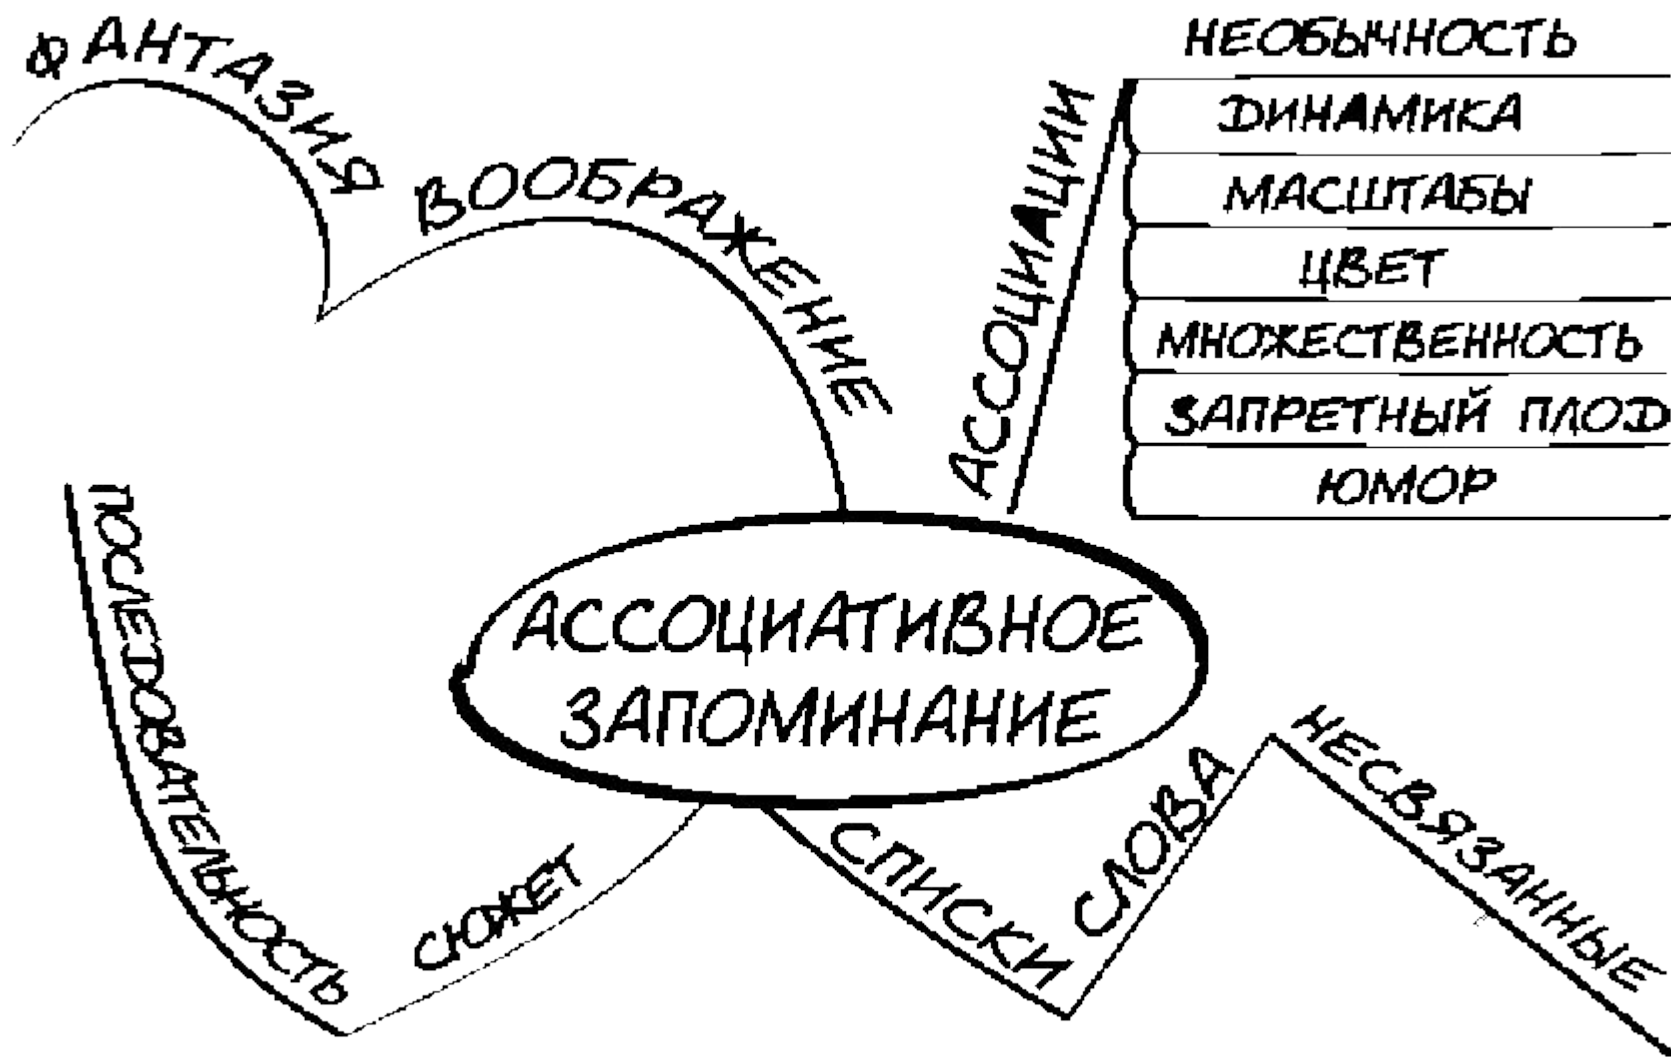 ФАНТАЗИЯ
ВООБРАЖЕНИЕ
АССОЦИАЦИИ
НЕОБЫЧНОСТЬ
ДИНАМИКА
МАСШТАБЫ
ЦВЕТ
МНОЖЕСТВЕННОСТЬ
ЗАПРЕТНЫЙ ПЛОД
ЮМОР
АССОЦИАТИВНОЕ
ЗАПОМИНАНИЕ
ПОСЛЕДОВАТЕЛЬНОСТЬ
СЮЖЕТ
СПИСКИ
СЛОВА
НЕСВЯЗАННЫЕ